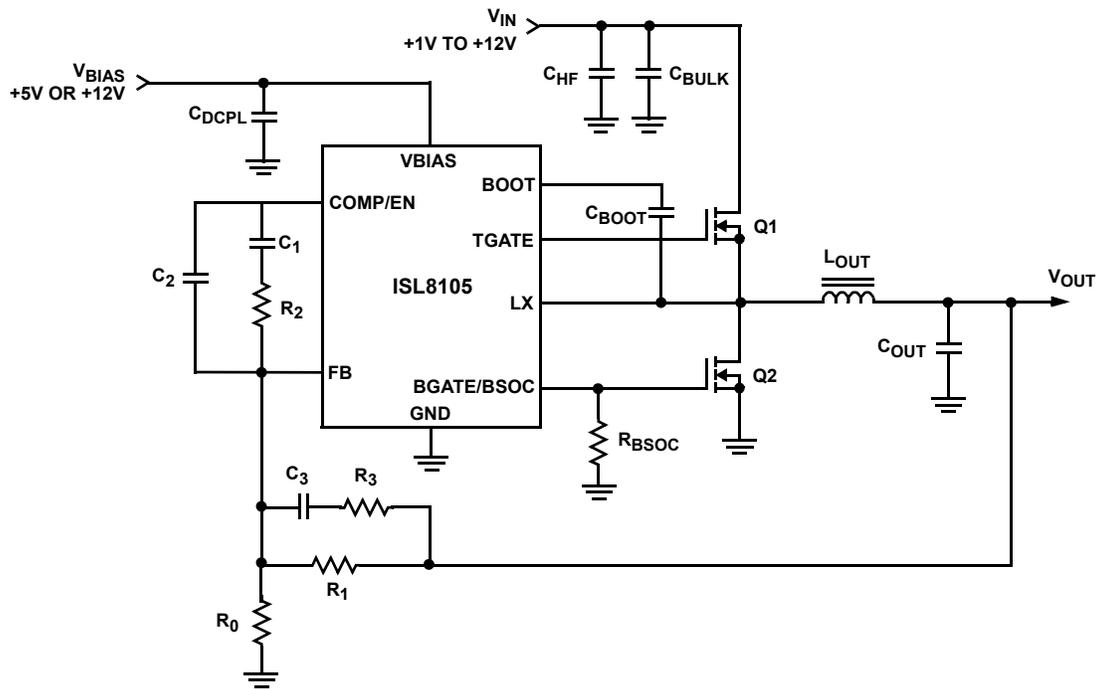 VIN
+1V TO +12V
VBIAS
+5V OR +12V
CHF
CBULK
CDCPL
VBIAS
BOOT
COMP/EN
CBOOT
Q1
TGATE
C1
C2
R2
ISL8105
LX
LOUT
VOUT
COUT
FB
BGATE/BSOC
Q2
GND
RBSOC
C3
R3
R1
R0